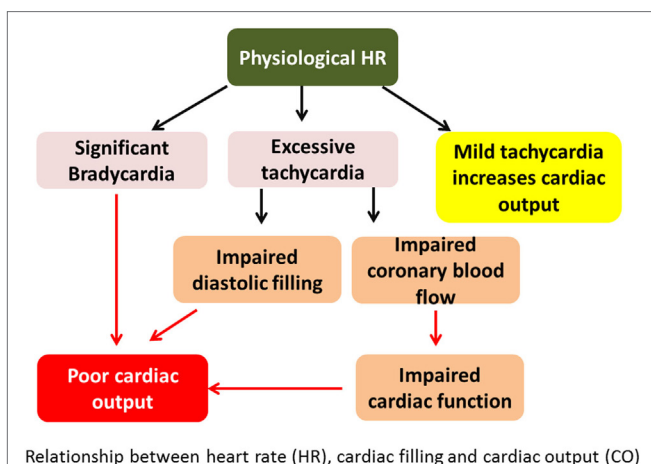 Physiological HR
Significant
Bradycardia
Excessive
tachycardia
Mild tachycardia
increases cardiac
output
Impaired
diastolic filling
Impaired
coronary blood
flow
Poor cardiac
output
Impaired
cardiac function
Relationship between heart rate (HR), cardiac filling and cardiac output (CO)